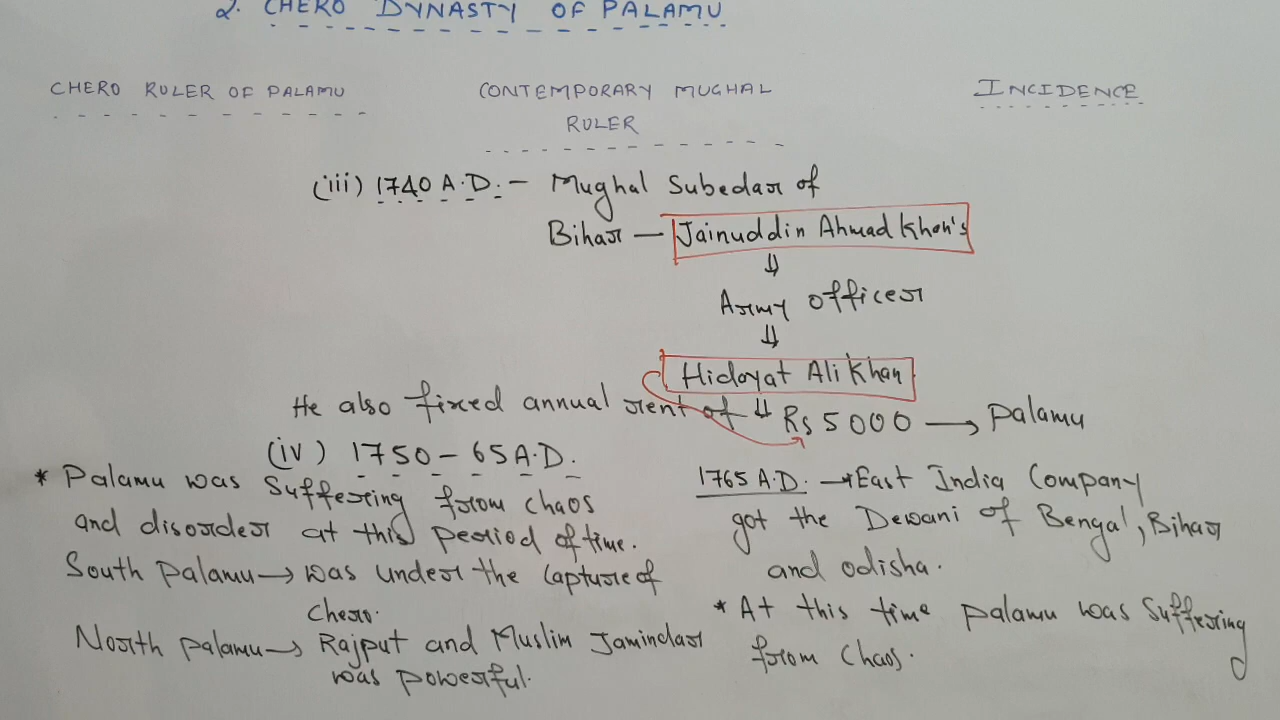 2. CHERO DYNASTY OF PALAMU
CHERO RULER OF PALAMU
CONTEMPORARY MUGHAL
RULER
INCIDENCE
(iii) 1740 A.D. - Mughal Subedar of
Bihar — Jainuddin Ahmad Khan's
⇓
Army officer
⇓
Hidayat Ali Khan
He also fixed annual rent of ⇓ Rs 5000 → Palamu
(iv) 1750 - 65 A.D.
* Palamu was Suffering from chaos
and disorder at this period of time.
South palamu → was under the capture of
Chero.
North palamu → Rajput and Muslim Jamindar
was powerful.
1765 A.D. → East India Company
got the Dewani of Bengal, Bihar
and odisha.
* At this time palamu was Suffering
from Chaos.